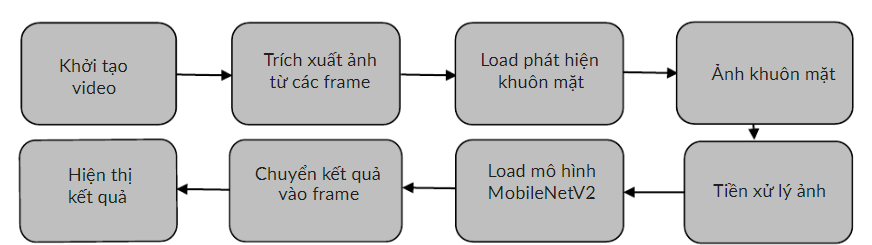 Khởi tạo
video
Trích xuất ảnh
từ các frame
Load phát hiện
khuôn mặt
Ảnh khuôn mặt
Tiền xử lý ảnh
Load mô hình
MobileNetV2
Chuyển kết quả
vào frame
Hiện thị
kết quả